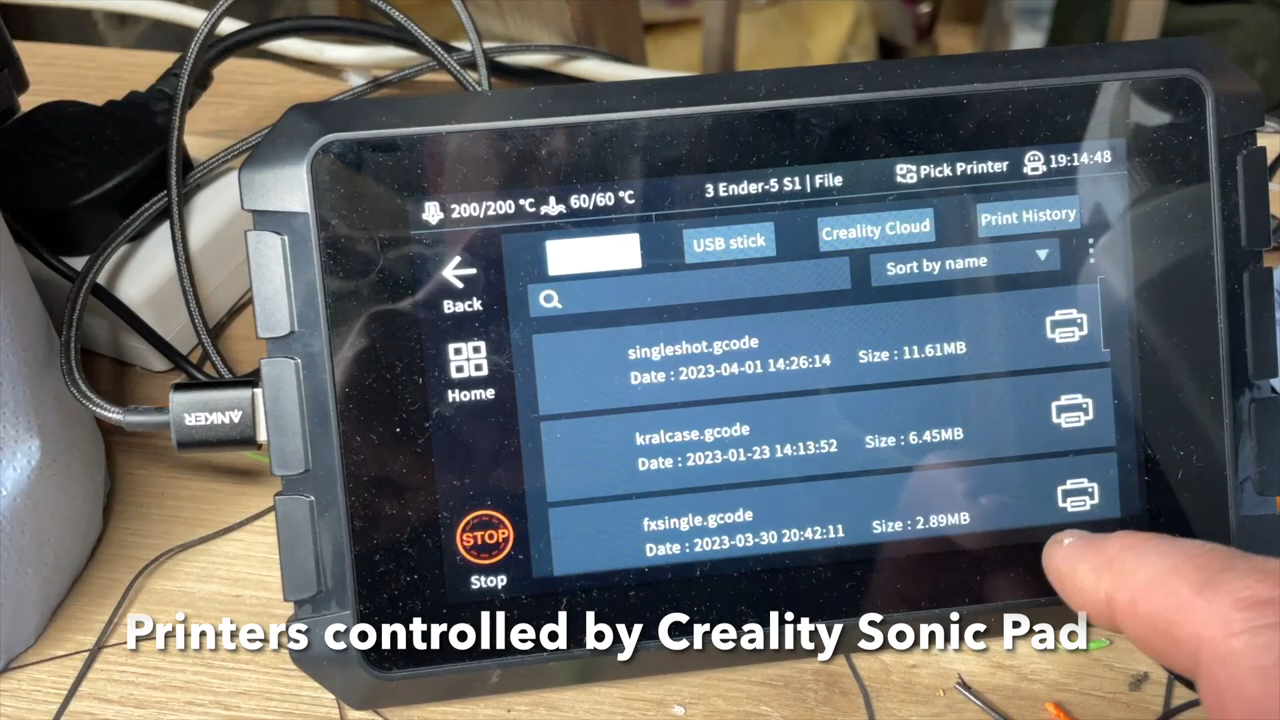 200/200 °C 60/60 °C 3 Ender-5 S1 | File Pick Printer 19:14:48
USB stick Creality Cloud Print History
Back
Sort by name
Home
singleshot.gcode
Date : 2023-04-01 14:26:14 Size : 11.61MB
kralcase.gcode
Date : 2023-01-23 14:13:52 Size : 6.45MB
fxsingle.gcode
Date : 2023-03-30 20:42:11 Size : 2.89MB
STOP
Stop
ANKER
Printers controlled by Creality Sonic Pad